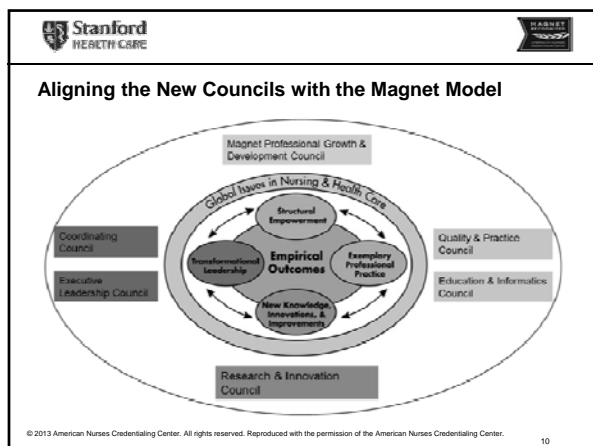 Stanford
HEALTH CARE
MAGNET
RECOGNIZED
Aligning the New Councils with the Magnet Model
Magnet Professional Growth &
Development Council
Global Issues in Nursing & Health Care
Structural
Empowerment
Coordinating
Council
Executive
Leadership Council
Transformational
Leadership
Empirical
Outcomes
Exemplary
Professional
Practice
Quality & Practice
Council
Education & Informatics
Council
New Knowledge,
Innovations, &
Improvements
Research & Innovation
Council
© 2013 American Nurses Credentialing Center. All rights reserved. Reproduced with the permission of the American Nurses Credentialing Center.
10